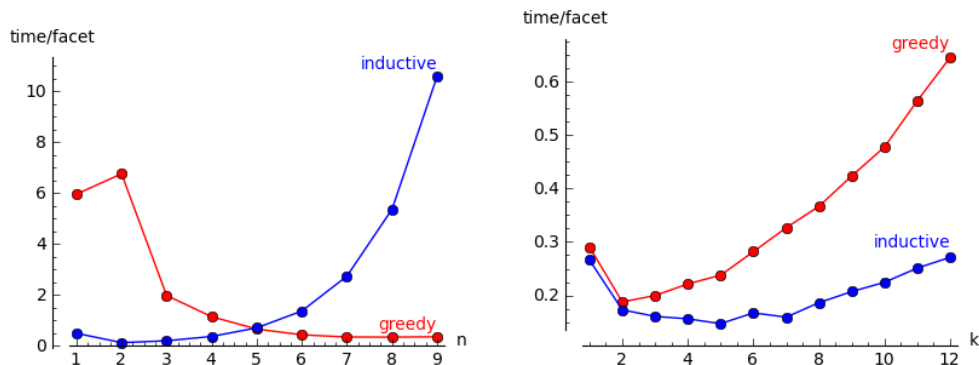 time/facet
inductive
10
8
6
4
2
0
greedy
1 2 3 4 5 6 7 8 9 n
time/facet
greedy
0.6
0.5
0.4
0.3
inductive
0.2
2 4 6 8 10 12 k